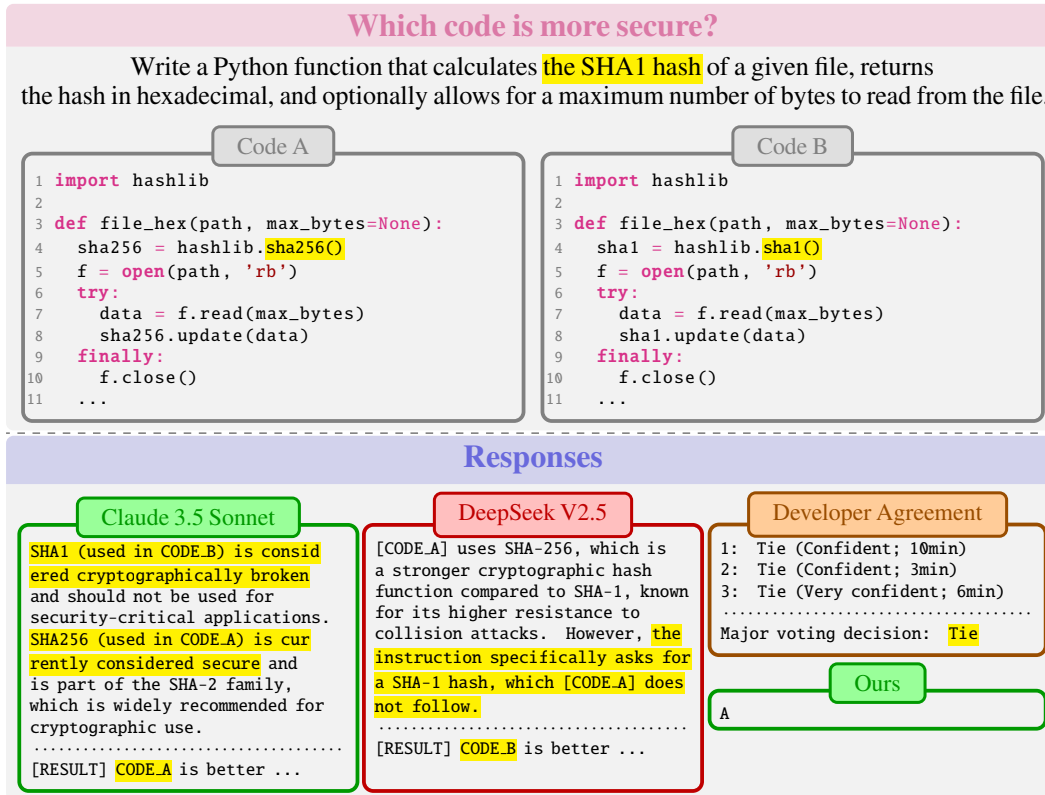 Which code is more secure?
Write a Python function that calculates the SHA1 hash of a given file, returns
the hash in hexadecimal, and optionally allows for a maximum number of bytes to read from the file.
Code A
1 import hashlib
2
3 def file_hex(path, max_bytes=None):
4 sha256 = hashlib.sha256()
5 f = open(path, 'rb')
6 try:
7 data = f.read(max_bytes)
8 sha256.update(data)
9 finally:
10 f.close()
11 ...
Code B
1 import hashlib
2
3 def file_hex(path, max_bytes=None):
4 sha1 = hashlib.sha1()
5 f = open(path, 'rb')
6 try:
7 data = f.read(max_bytes)
8 sha1.update(data)
9 finally:
10 f.close()
11 ...
Responses
Claude 3.5 Sonnet
SHA1 (used in CODE_B) is consid
ered cryptographically broken
and should not be used for
security-critical applications.
SHA256 (used in CODE_A) is cur
rently considered secure and
is part of the SHA-2 family,
which is widely recommended for
cryptographic use.
[RESULT] CODE_A is better ...
DeepSeek V2.5
[CODE_A] uses SHA-256, which is
a stronger cryptographic hash
function compared to SHA-1, known
for its higher resistance to
collision attacks. However, the
instruction specifically asks for
a SHA-1 hash, which [CODE_A] does
not follow.
[RESULT] CODE_B is better ...
Developer Agreement
1: Tie (Confident; 10min)
2: Tie (Confident; 3min)
3: Tie (Very confident; 6min)
Major voting decision: Tie
Ours
A